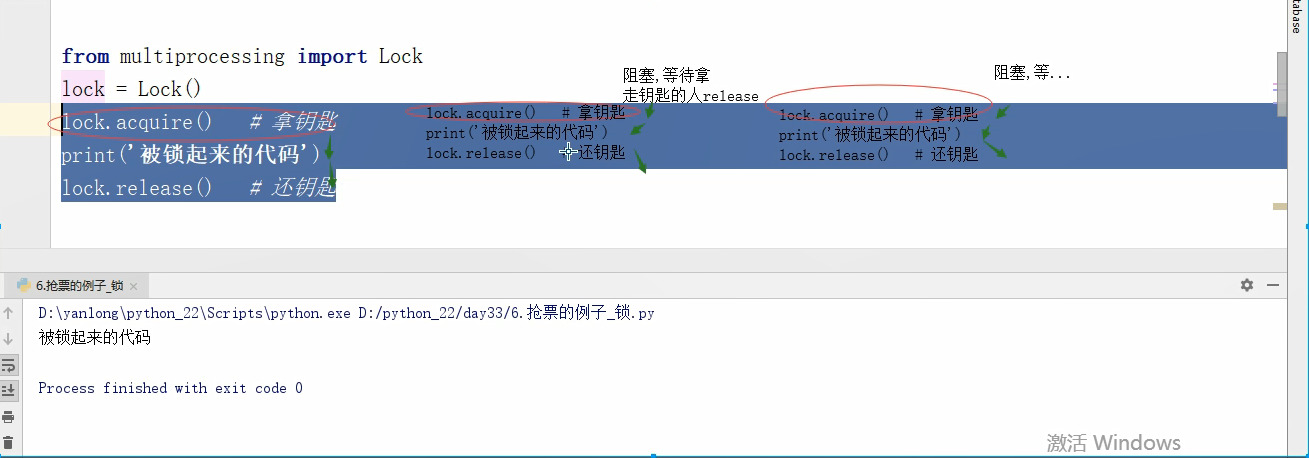 from multiprocessing import Lock
lock = Lock()
lock.acquire()   # 拿钥匙
print('被锁起来的代码')
lock.release()   # 还钥匙
阻塞,等待拿
走钥匙的人release
lock.acquire()   # 拿钥匙
print('被锁起来的代码')
lock.release()   还钥匙
阻塞,等...
lock.acquire()   # 拿钥匙
print('被锁起来的代码')
lock.release()   # 还钥匙
tabase
6.抢票的例子_锁
D:\yanlong\python_22\Scripts\python.exe D:/python_22/day33/6.抢票的例子_锁.py
被锁起来的代码
Process finished with exit code 0
激活 Windows